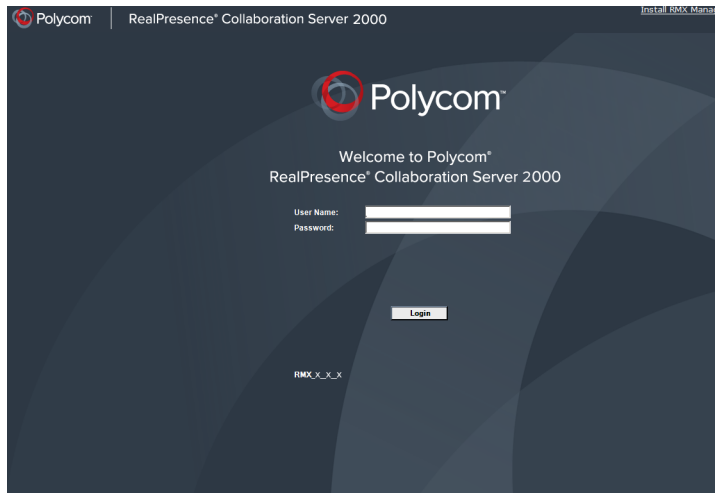 Polycom® RealPresence® Collaboration Server 2000
Install RMX Mana
Polycom™
Welcome to Polycom®
RealPresence® Collaboration Server 2000
User Name:
Password:
Login
RMX_X_X_X